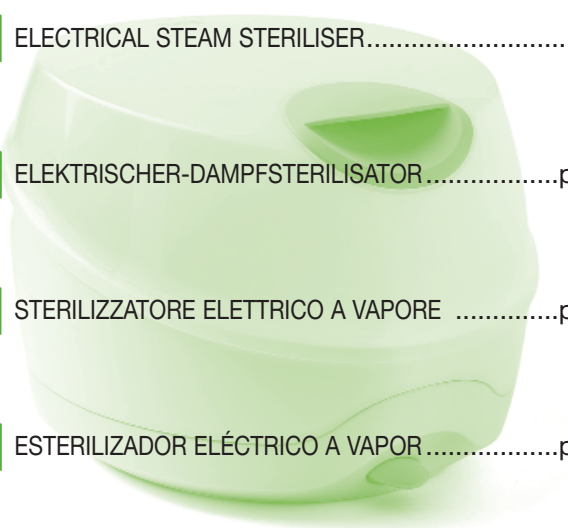 ELECTRICAL STEAM STERILISER..........................
ELEKTRISCHER-DAMPFSTERILISATOR..................p
STERILIZZATORE ELETTRICO A VAPORE ..............p
ESTERILIZADOR ELÉCTRICO A VAPOR..................p